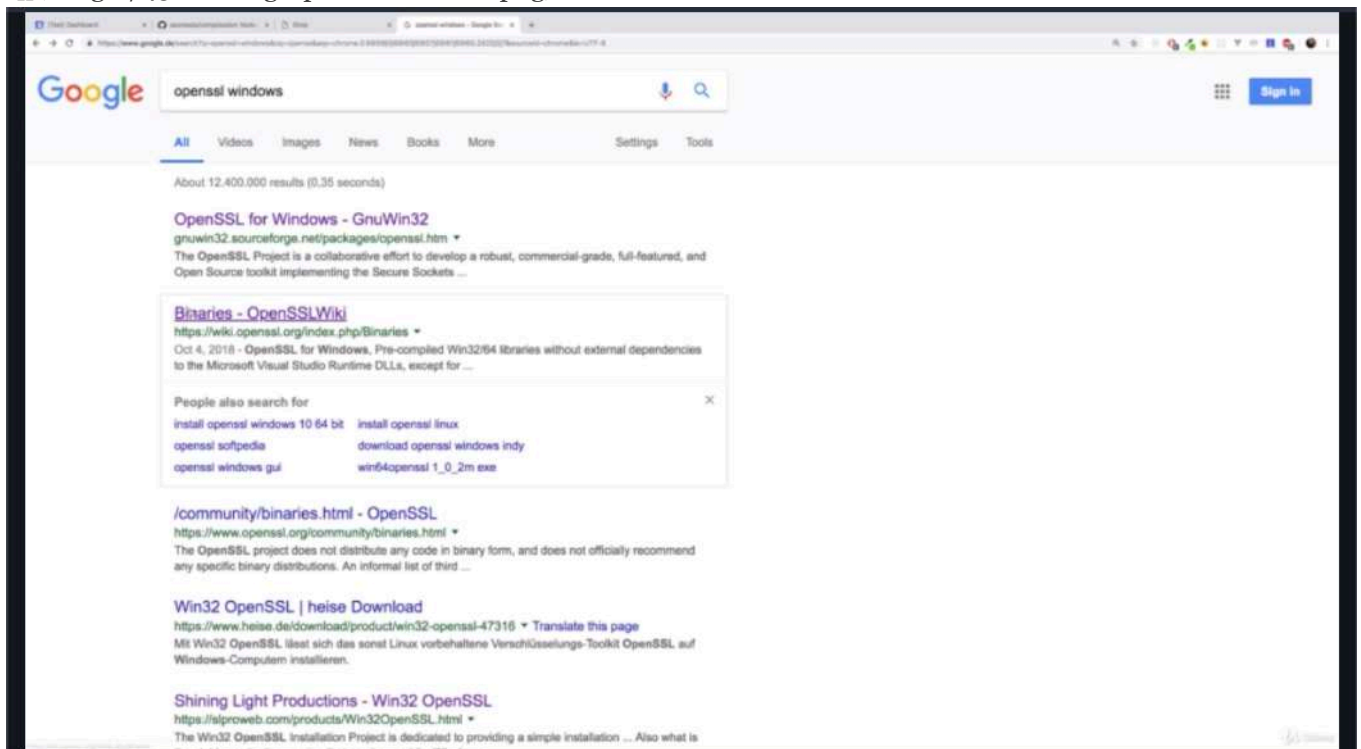 Google
openssl windows
Sign in
All Videos Images News Books More Settings Tools
About 12.400.000 results (0,35 seconds)
OpenSSL for Windows - GnuWin32
gnuwin32.sourceforge.net/packages/openssl.htm
The OpenSSL Project is a collaborative effort to develop a robust, commercial-grade, full-featured, and
Open Source toolkit implementing the Secure Sockets ...
Binaries - OpenSSLWiki
https://wiki.openssl.org/index.php/Binaries
Oct 4, 2018 - OpenSSL for Windows, Pre-compiled Win32/64 libraries without external dependencies
to the Microsoft Visual Studio Runtime DLLs, except for ...
People also search for
install openssl windows 10 64 bit install openssl linux
openssl softpedia download openssl windows indy
openssl windows gui win64openssl 1_0_2m exe
/community/binaries.html - OpenSSL
https://www.openssl.org/community/binaries.html
The OpenSSL project does not distribute any code in binary form, and does not officially recommend
any specific binary distributions. An informal list of third ...
Win32 OpenSSL | heise Download
https://www.heise.de/download/product/win32-openssl-47316 Translate this page
Mit Win32 OpenSSL lässt sich das sonst Linux vorbehaltene Verschlüsselungs-Toolkit OpenSSL auf
Windows-Computern installieren.
Shining Light Productions - Win32 OpenSSL
https://slproweb.com/products/Win32OpenSSL.html
The Win32 OpenSSL Installation Project is dedicated to providing a simple installation ... Also what is